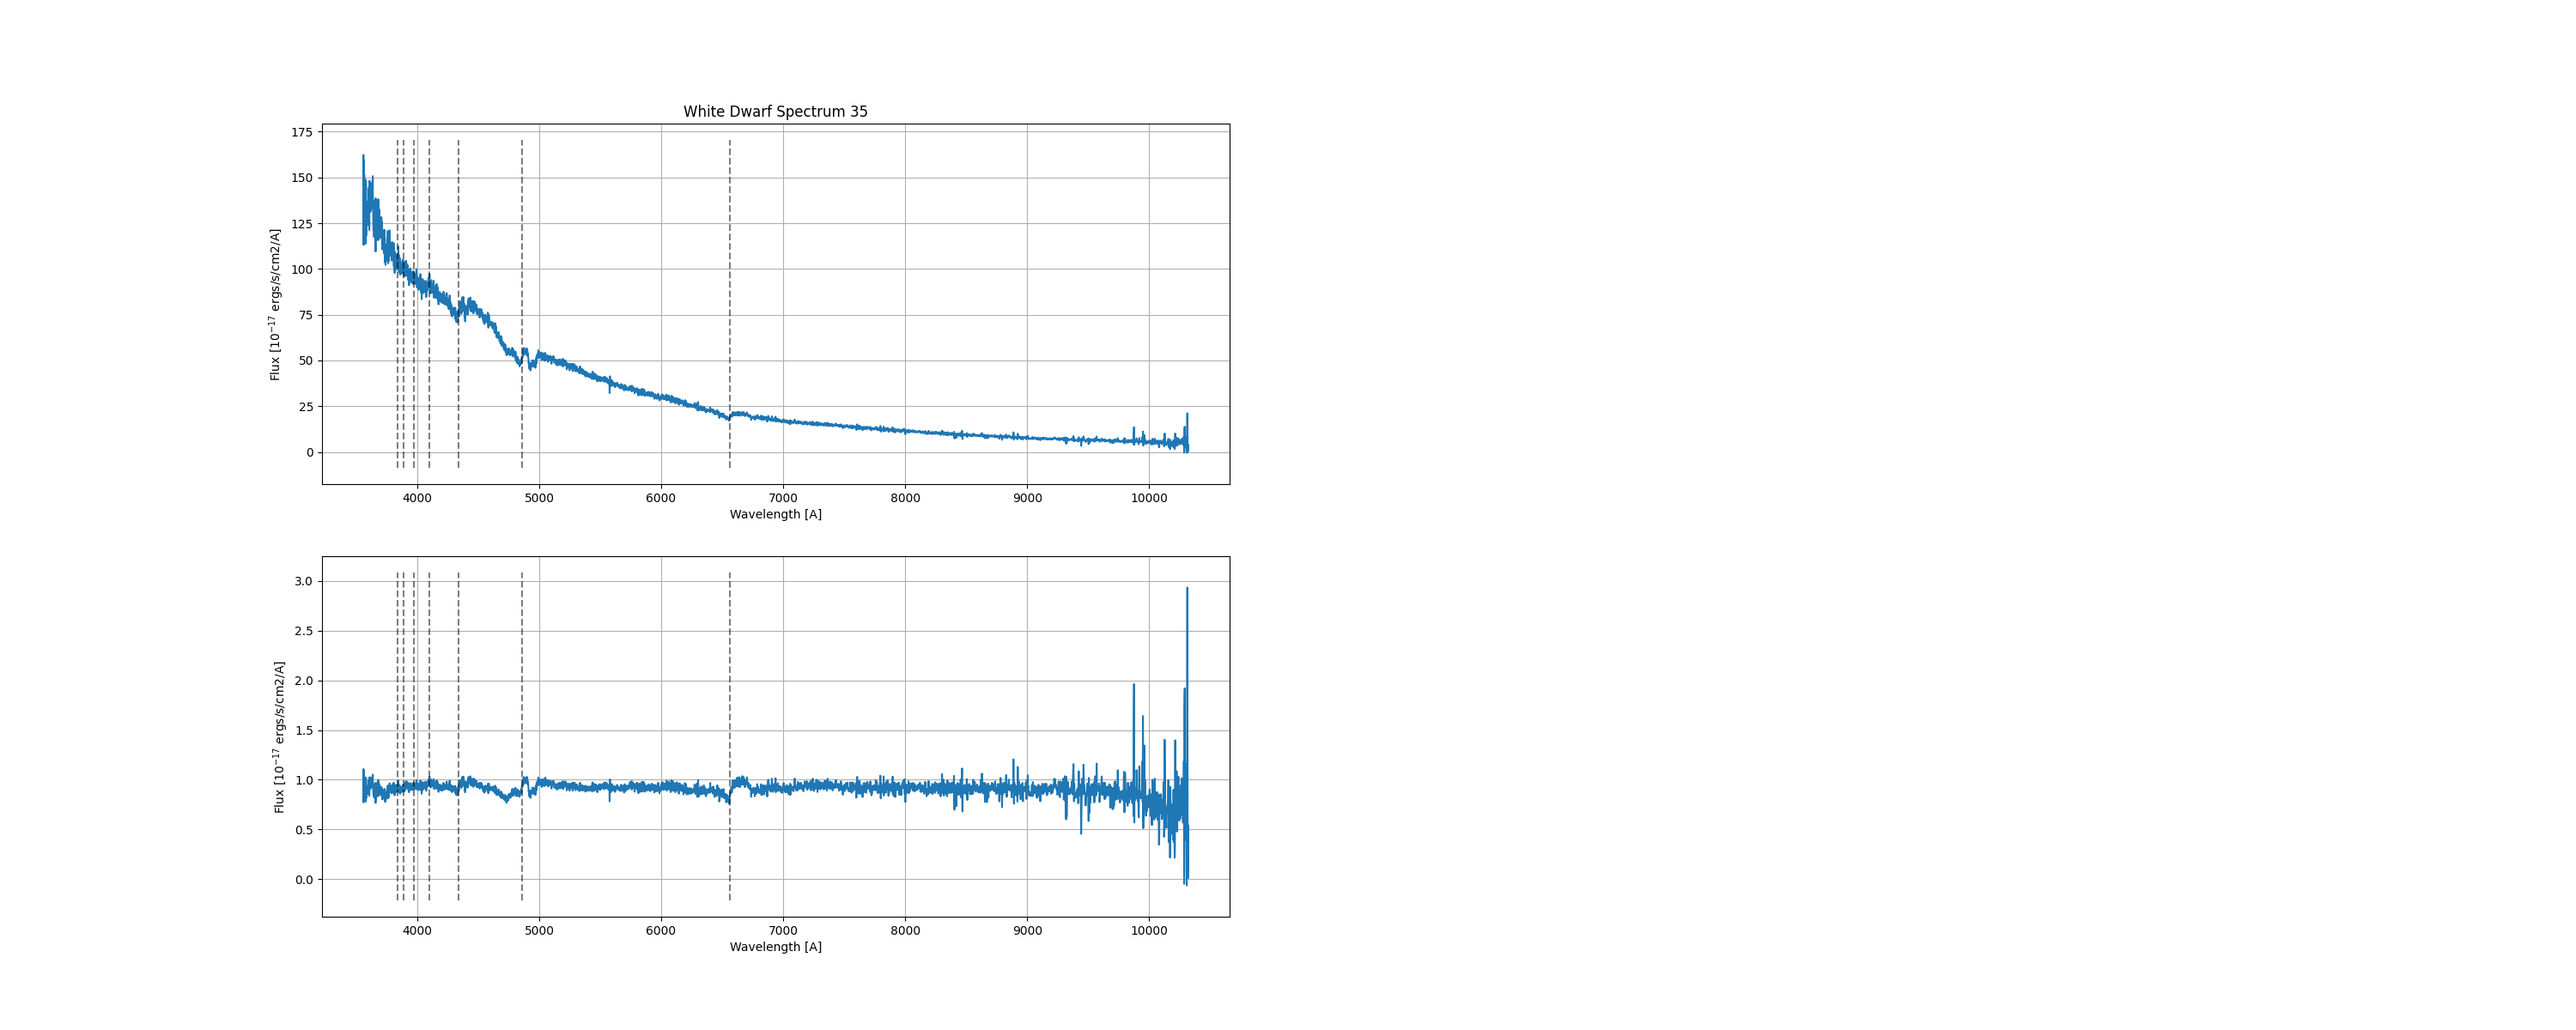 White Dwarf Spectrum 35
175
150
125
100
75
50
25
0
Flux [10⁻¹⁷ ergs/s/cm2/A]
4000 5000 6000 7000 8000 9000 10000
Wavelength [A]
3.0
2.5
2.0
1.5
1.0
0.5
0.0
Flux [10⁻¹⁷ ergs/s/cm2/A]
4000 5000 6000 7000 8000 9000 10000
Wavelength [A]